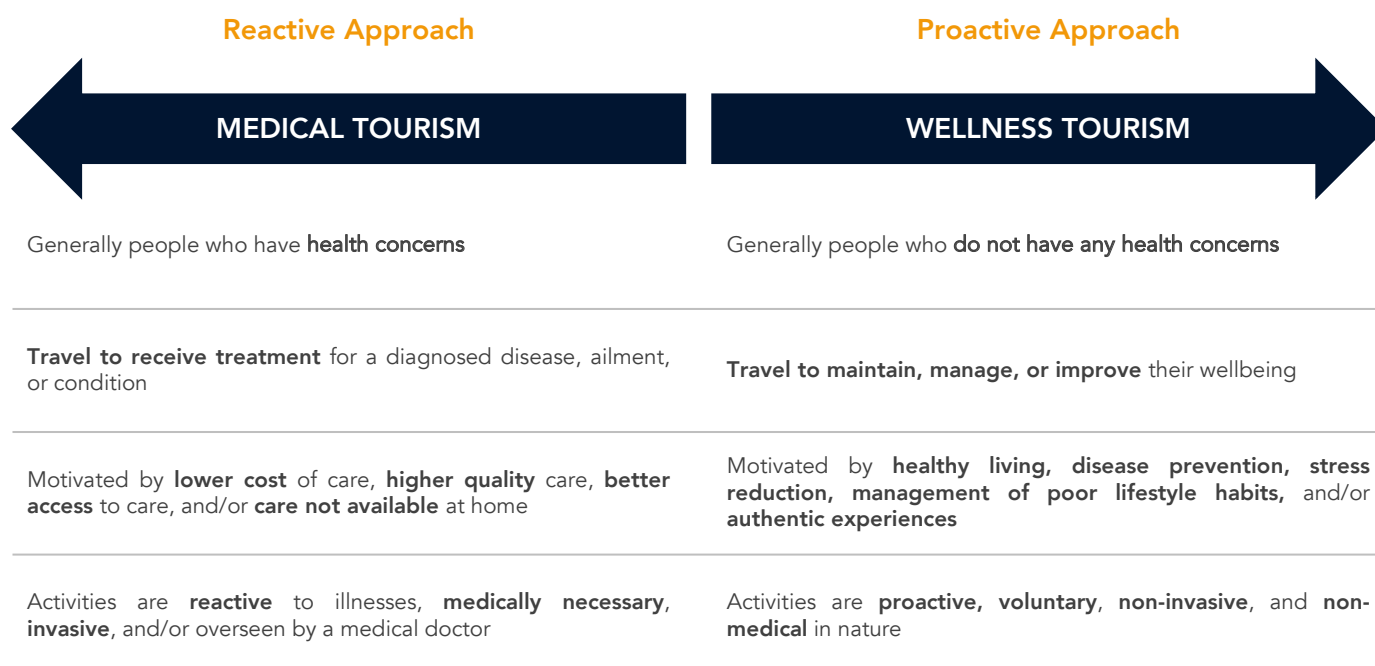 Reactive Approach
Proactive Approach
MEDICAL TOURISM
WELLNESS TOURISM
Generally people who have health concerns
Generally people who do not have any health concerns
Travel to receive treatment for a diagnosed disease, ailment,
or condition
Travel to maintain, manage, or improve their wellbeing
Motivated by lower cost of care, higher quality care, better
access to care, and/or care not available at home
Motivated by healthy living, disease prevention, stress
reduction, management of poor lifestyle habits, and/or
authentic experiences
Activities are reactive to illnesses, medically necessary,
invasive, and/or overseen by a medical doctor
Activities are proactive, voluntary, non-invasive, and non-
medical in nature